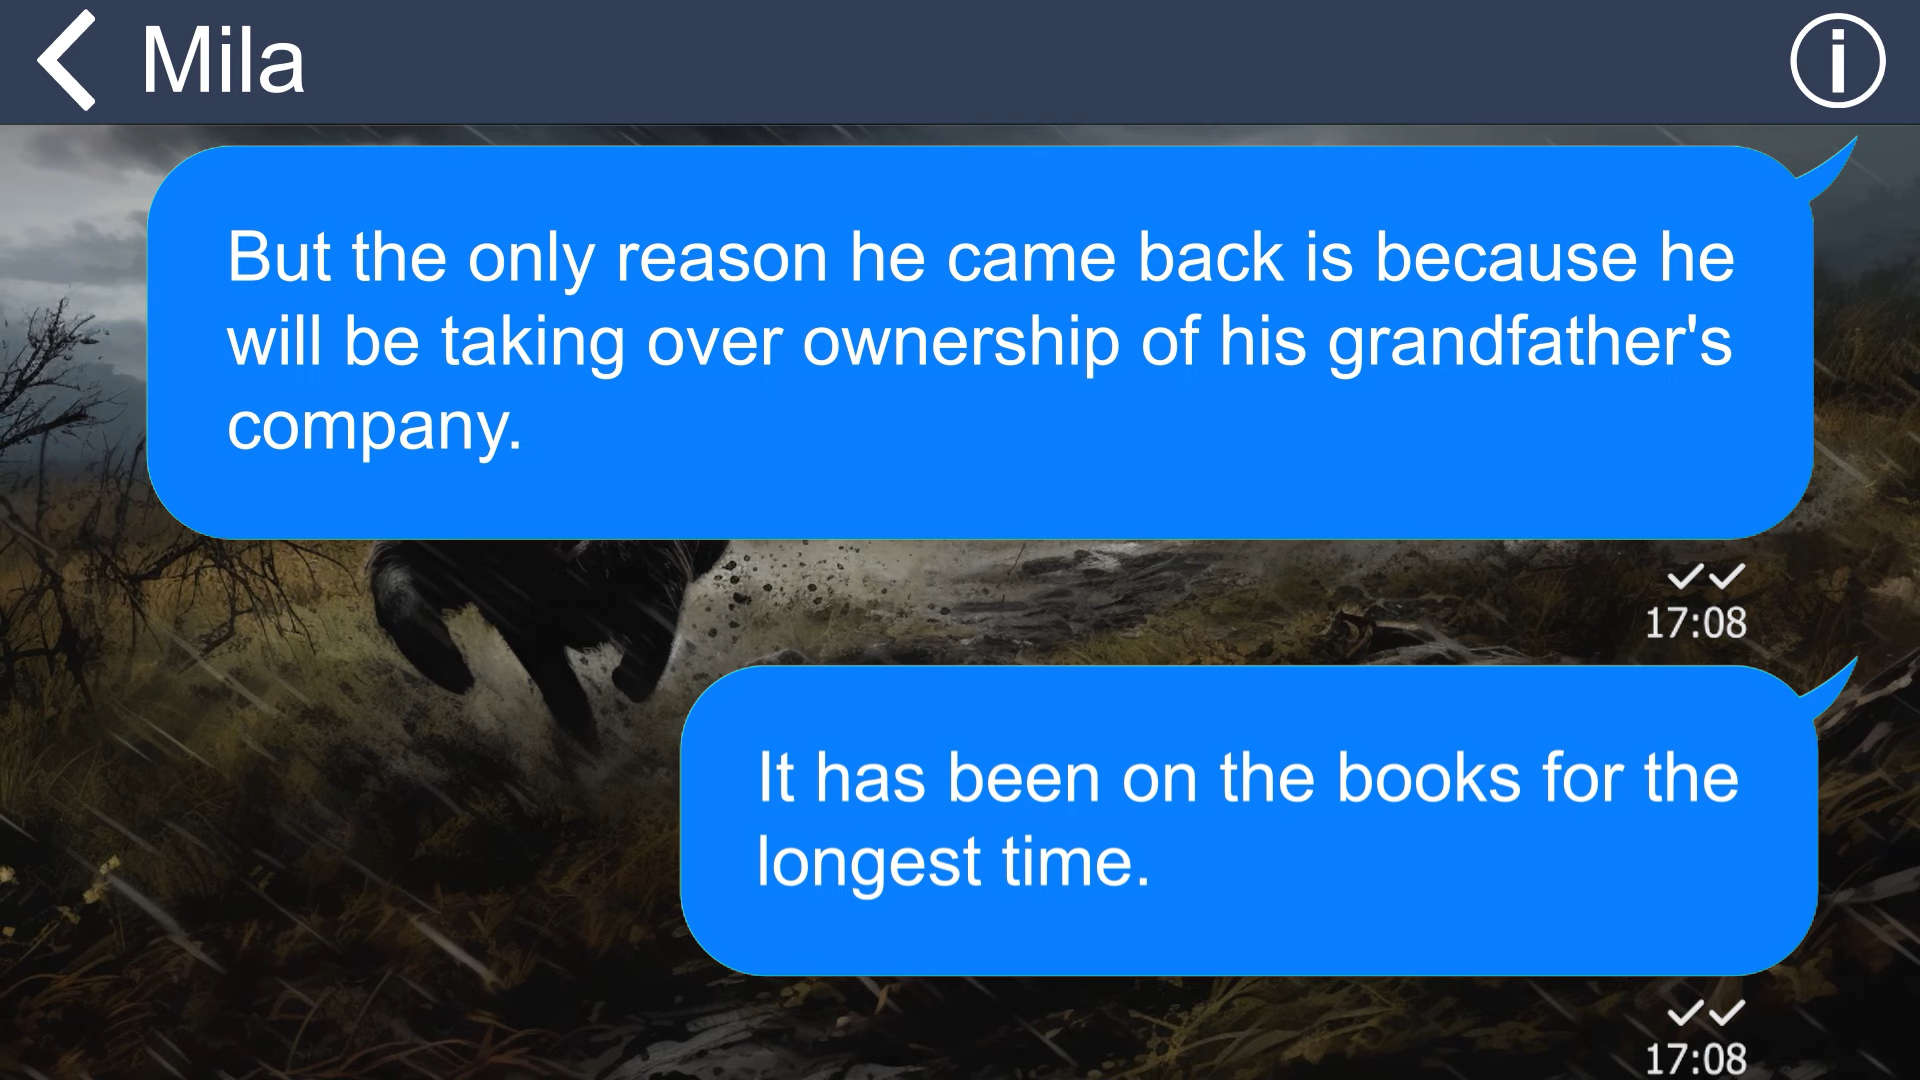 Mila
But the only reason he came back is because he
will be taking over ownership of his grandfather's
company.
17:08
It has been on the books for the
longest time.
17:08